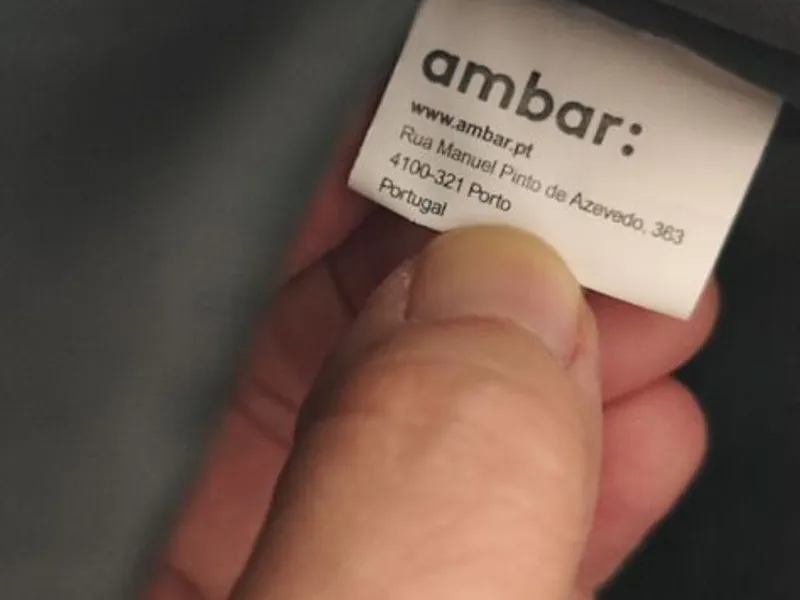 ambar:
www.ambar.pt
Rua Manuel Pinto de Azevedo, 363
4100-321 Porto
Portugal